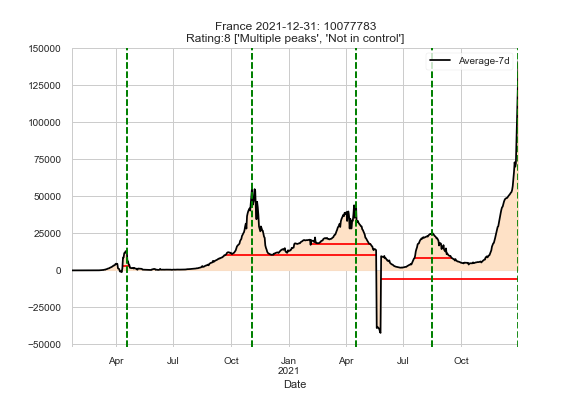 France 2021-12-31: 10077783
Rating:8 ['Multiple peaks', 'Not in control']
150000
Average-7d
125000
100000
75000
50000
25000
0
−25000
−50000
Apr
Jul
Oct
Jan
Apr
Jul
Oct
2021
Date